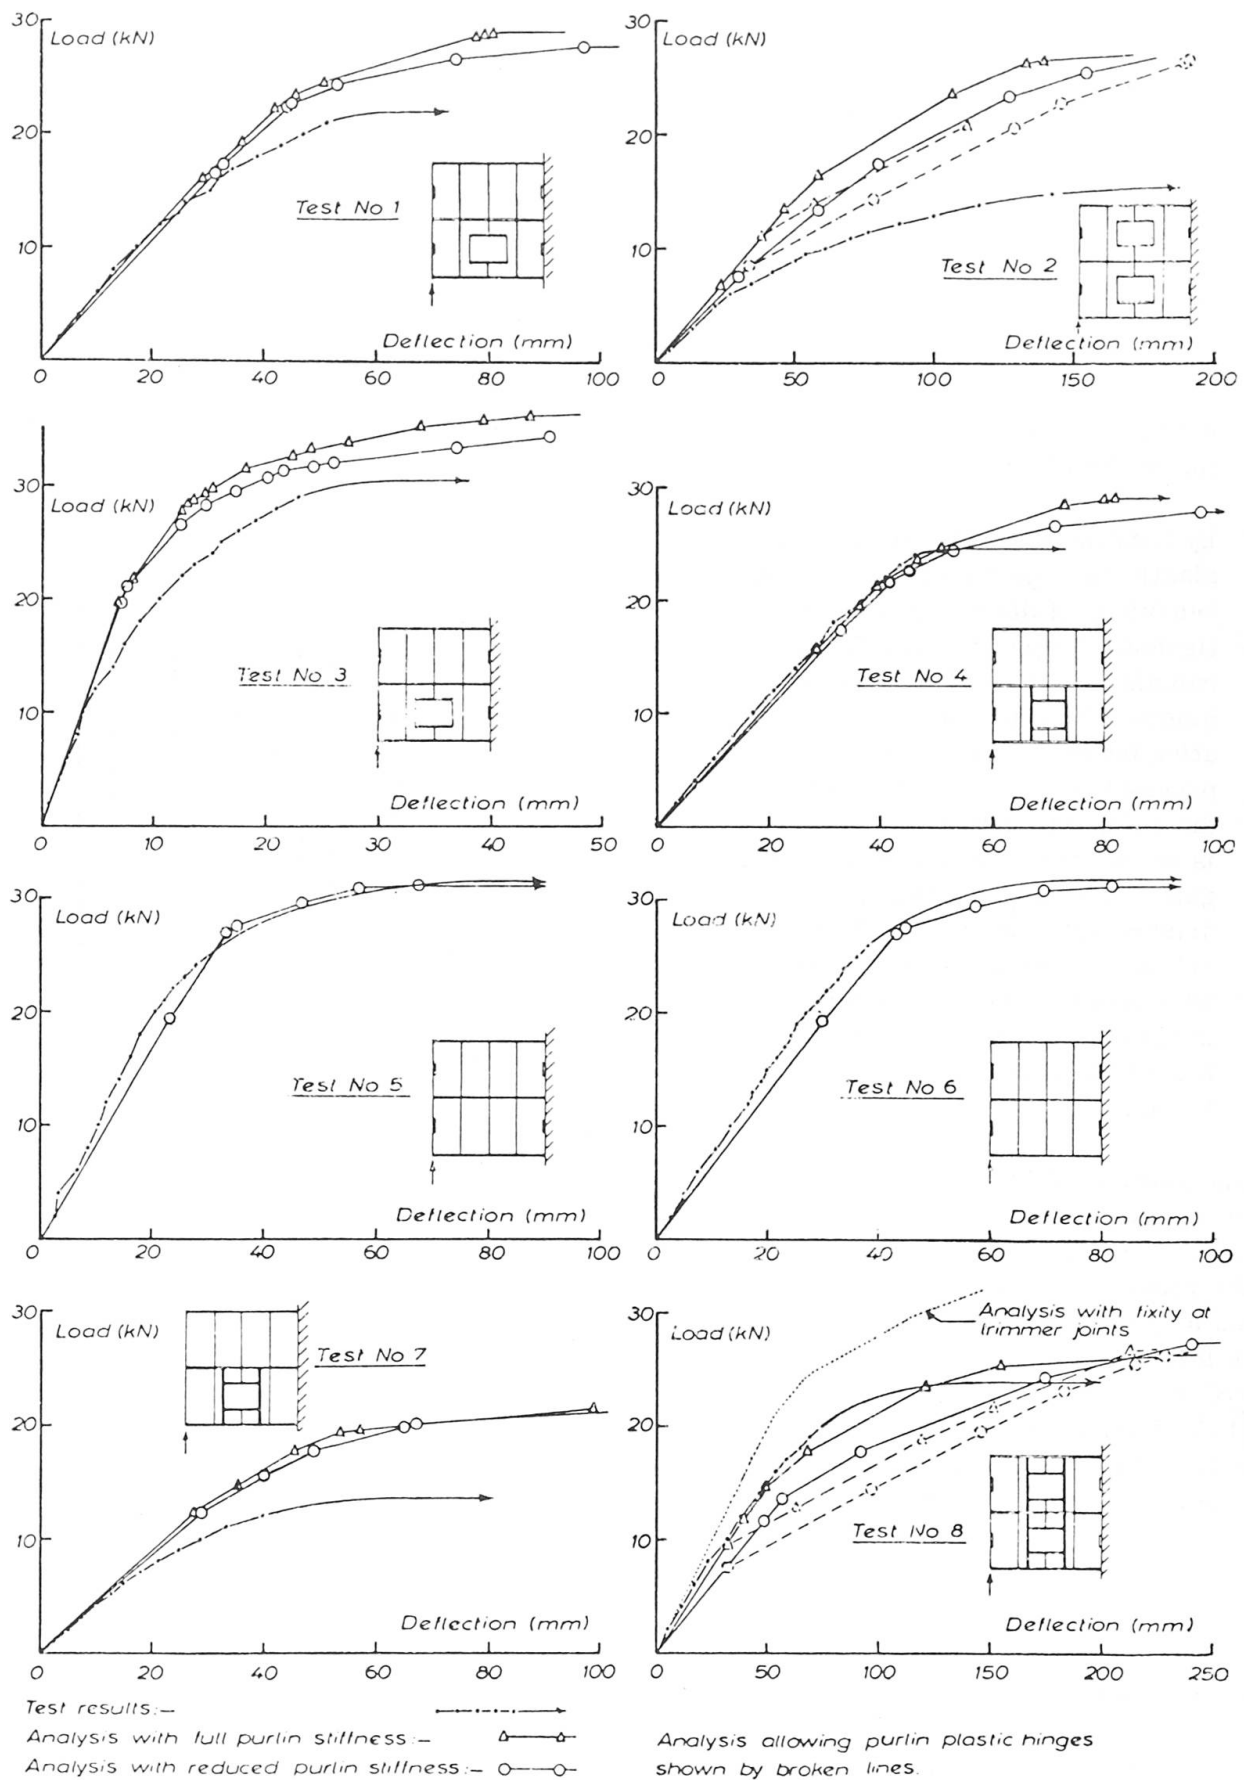 30
Load (kN)
20
10
Test No 1
Deflection (mm)
0 20 40 60 80 100
30
Load (kN)
20
10
Test No 2
Deflection (mm)
0 50 100 150 200
30
Load (kN)
20
10
Test No 3
Deflection (mm)
0 10 20 30 40 50
30
Load (kN)
20
10
Test No 4
Deflection (mm)
0 20 40 60 80 100
30
Load (kN)
20
10
Test No 5
Deflection (mm)
0 20 40 60 80 100
30
Load (kN)
20
10
Test No 6
Deflection (mm)
0 20 40 60 80 100
30
Load (kN)
Test No 7
20
10
Deflection (mm)
0 20 40 60 80 100
30
Load (kN)
Analysis with fixity at
trimmer joints
20
10
Test No 8
Deflection (mm)
0 50 100 150 200 250
Test results:-
Analysis with full purlin stiffness:-
Analysis with reduced purlin stiffness:-
Analysis allowing purlin plastic hinges
shown by broken lines.